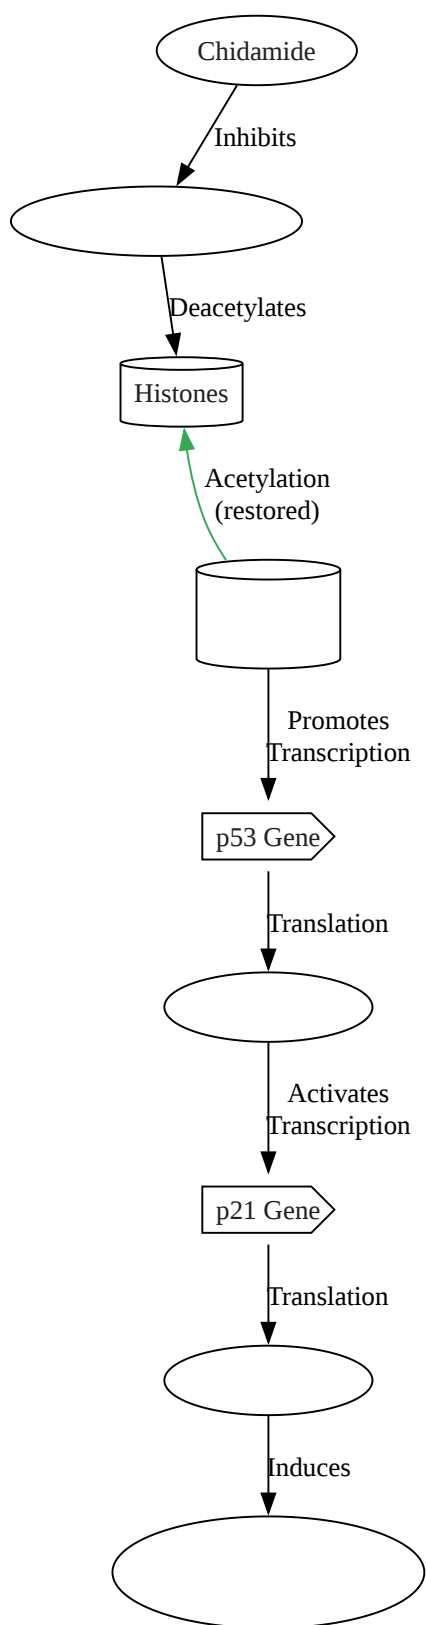 Chidamide
Inhibits
Deacetylates
Histones
Acetylation
(restored)
Promotes
Transcription
p53 Gene
Translation
Activates
Transcription
p21 Gene
Translation
Induces